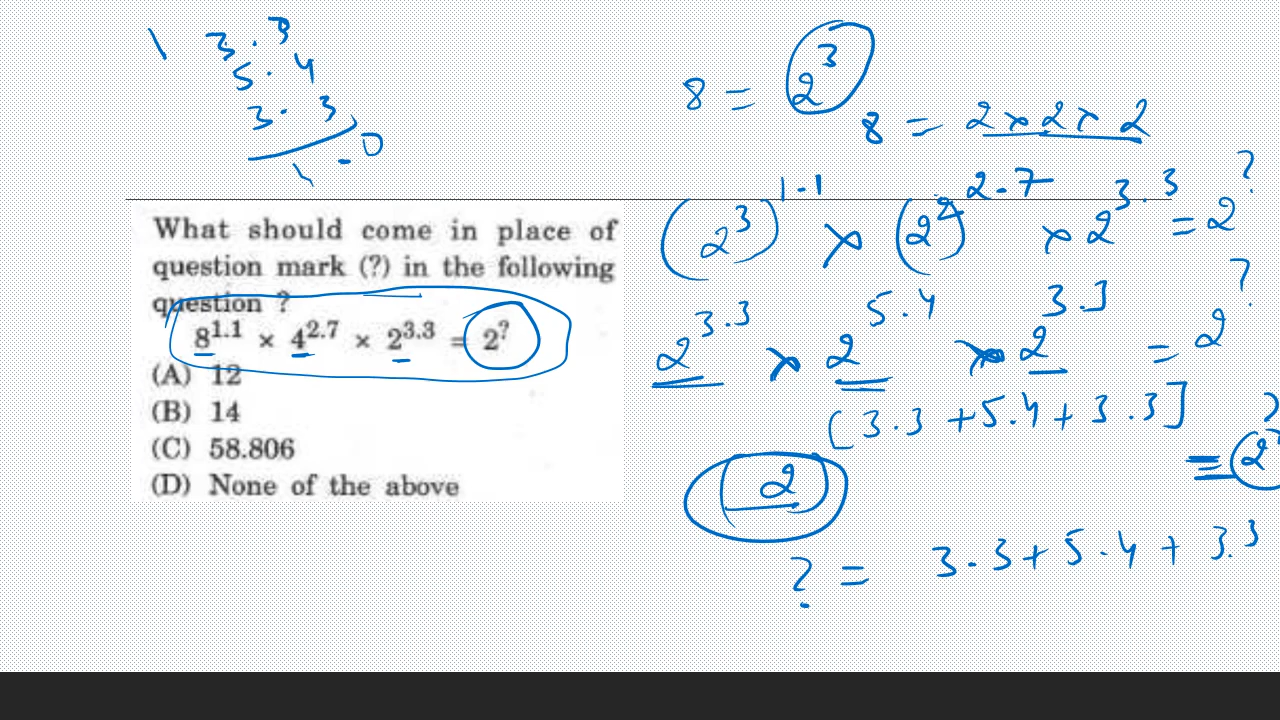 1 3.3
5.4
3.3
1.0
8 = 2³
8 = 2×2×2
(2³)^1.1 × (2²)^2.7 × 2^3.3 = 2^?
2^3.3 × 2^5.4 × 2^3.3 = 2^?
2^[3.3+5.4+3.3] = 2^?
? = 3.3+5.4+3.3
What should come in place of
question mark (?) in the following
question ?
8^1.1 × 4^2.7 × 2^3.3 = 2^?
(A) 12
(B) 14
(C) 58.806
(D) None of the above